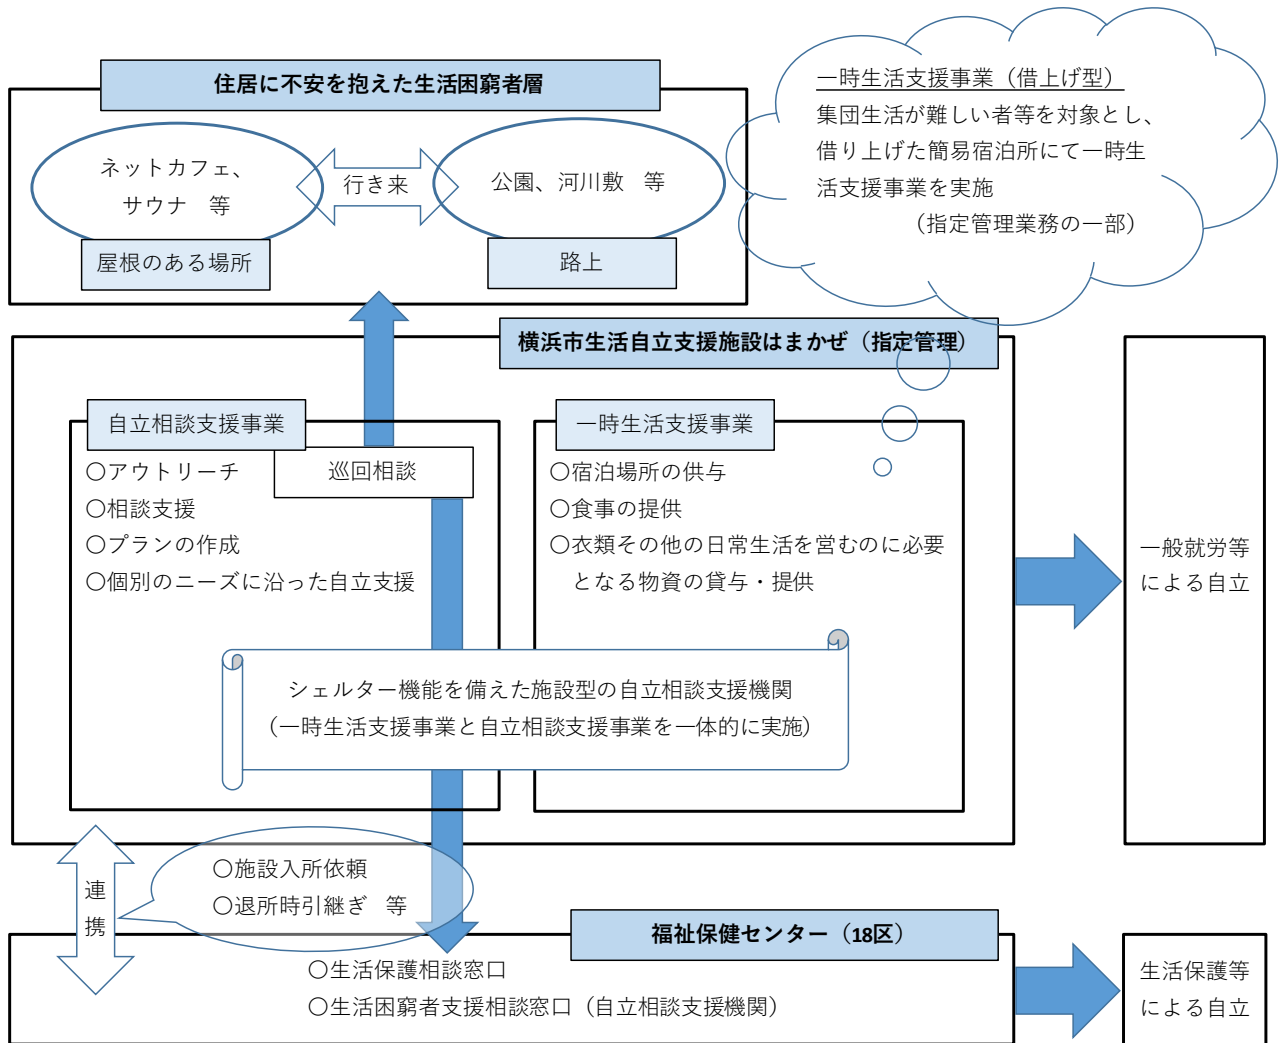 住居に不安を抱えた生活困窮者層
ネットカフェ、
サウナ 等
行き来
公園、河川敷 等
屋根のある場所
路上
一時生活支援事業（借上げ型）
集団生活が難しい者等を対象とし、
借り上げた簡易宿泊所にて一時生
活支援事業を実施
（指定管理業務の一部）
横浜市生活自立支援施設はまかぜ（指定管理）
自立相談支援事業
巡回相談
〇アウトリーチ
〇相談支援
〇プランの作成
〇個別のニーズに沿った自立支援
一時生活支援事業
〇宿泊場所の供与
〇食事の提供
〇衣類その他の日常生活を営むのに必要
となる物資の貸与・提供
シェルター機能を備えた施設型の自立相談支援機関
（一時生活支援事業と自立相談支援事業を一体的に実施）
一般就労等
による自立
連
携
〇施設入所依頼
〇退所時引継ぎ 等
福祉保健センター（18区）
〇生活保護相談窓口
〇生活困窮者支援相談窓口（自立相談支援機関）
生活保護等
による自立